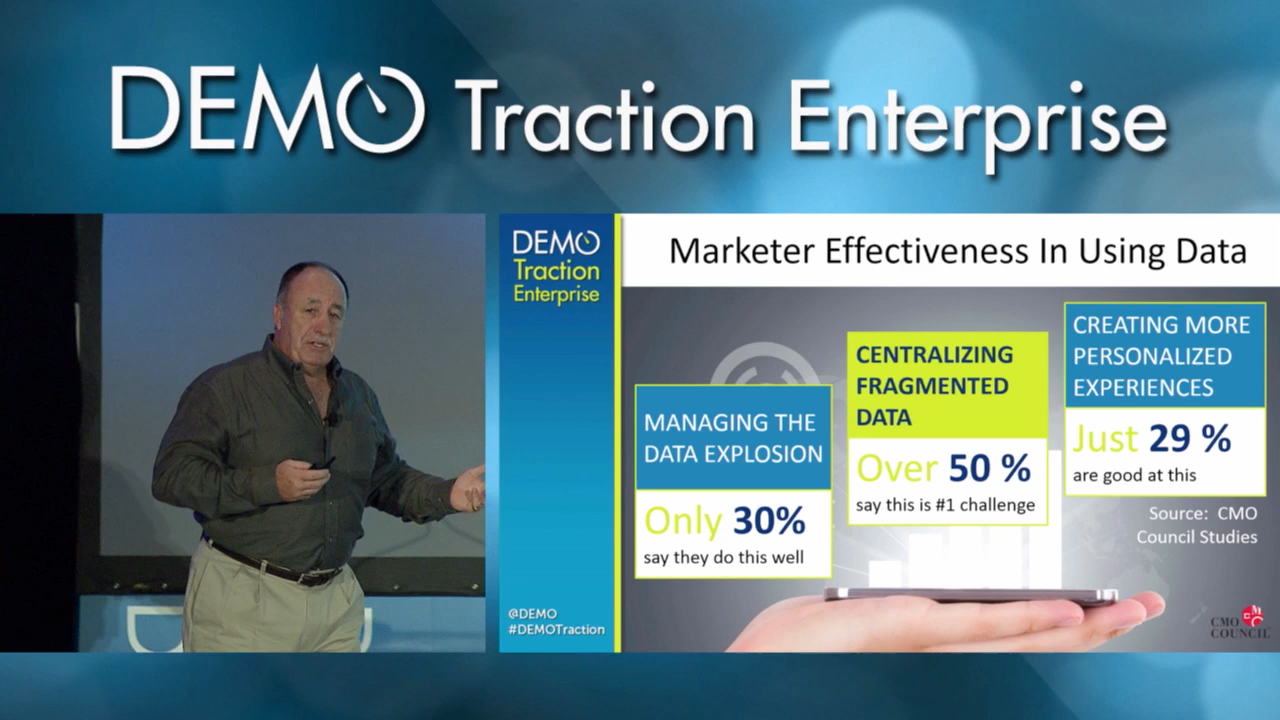 DEMO Traction Enterprise
DEMO
Traction
Enterprise
@DEMO
#DEMOTraction
Marketer Effectiveness In Using Data
MANAGING THE
DATA EXPLOSION
Only 30%
say they do this well
CENTRALIZING
FRAGMENTED
DATA
Over 50 %
say this is #1 challenge
CREATING MORE
PERSONALIZED
EXPERIENCES
Just 29 %
are good at this
Source: CMO
Council Studies
CMO
COUNCIL